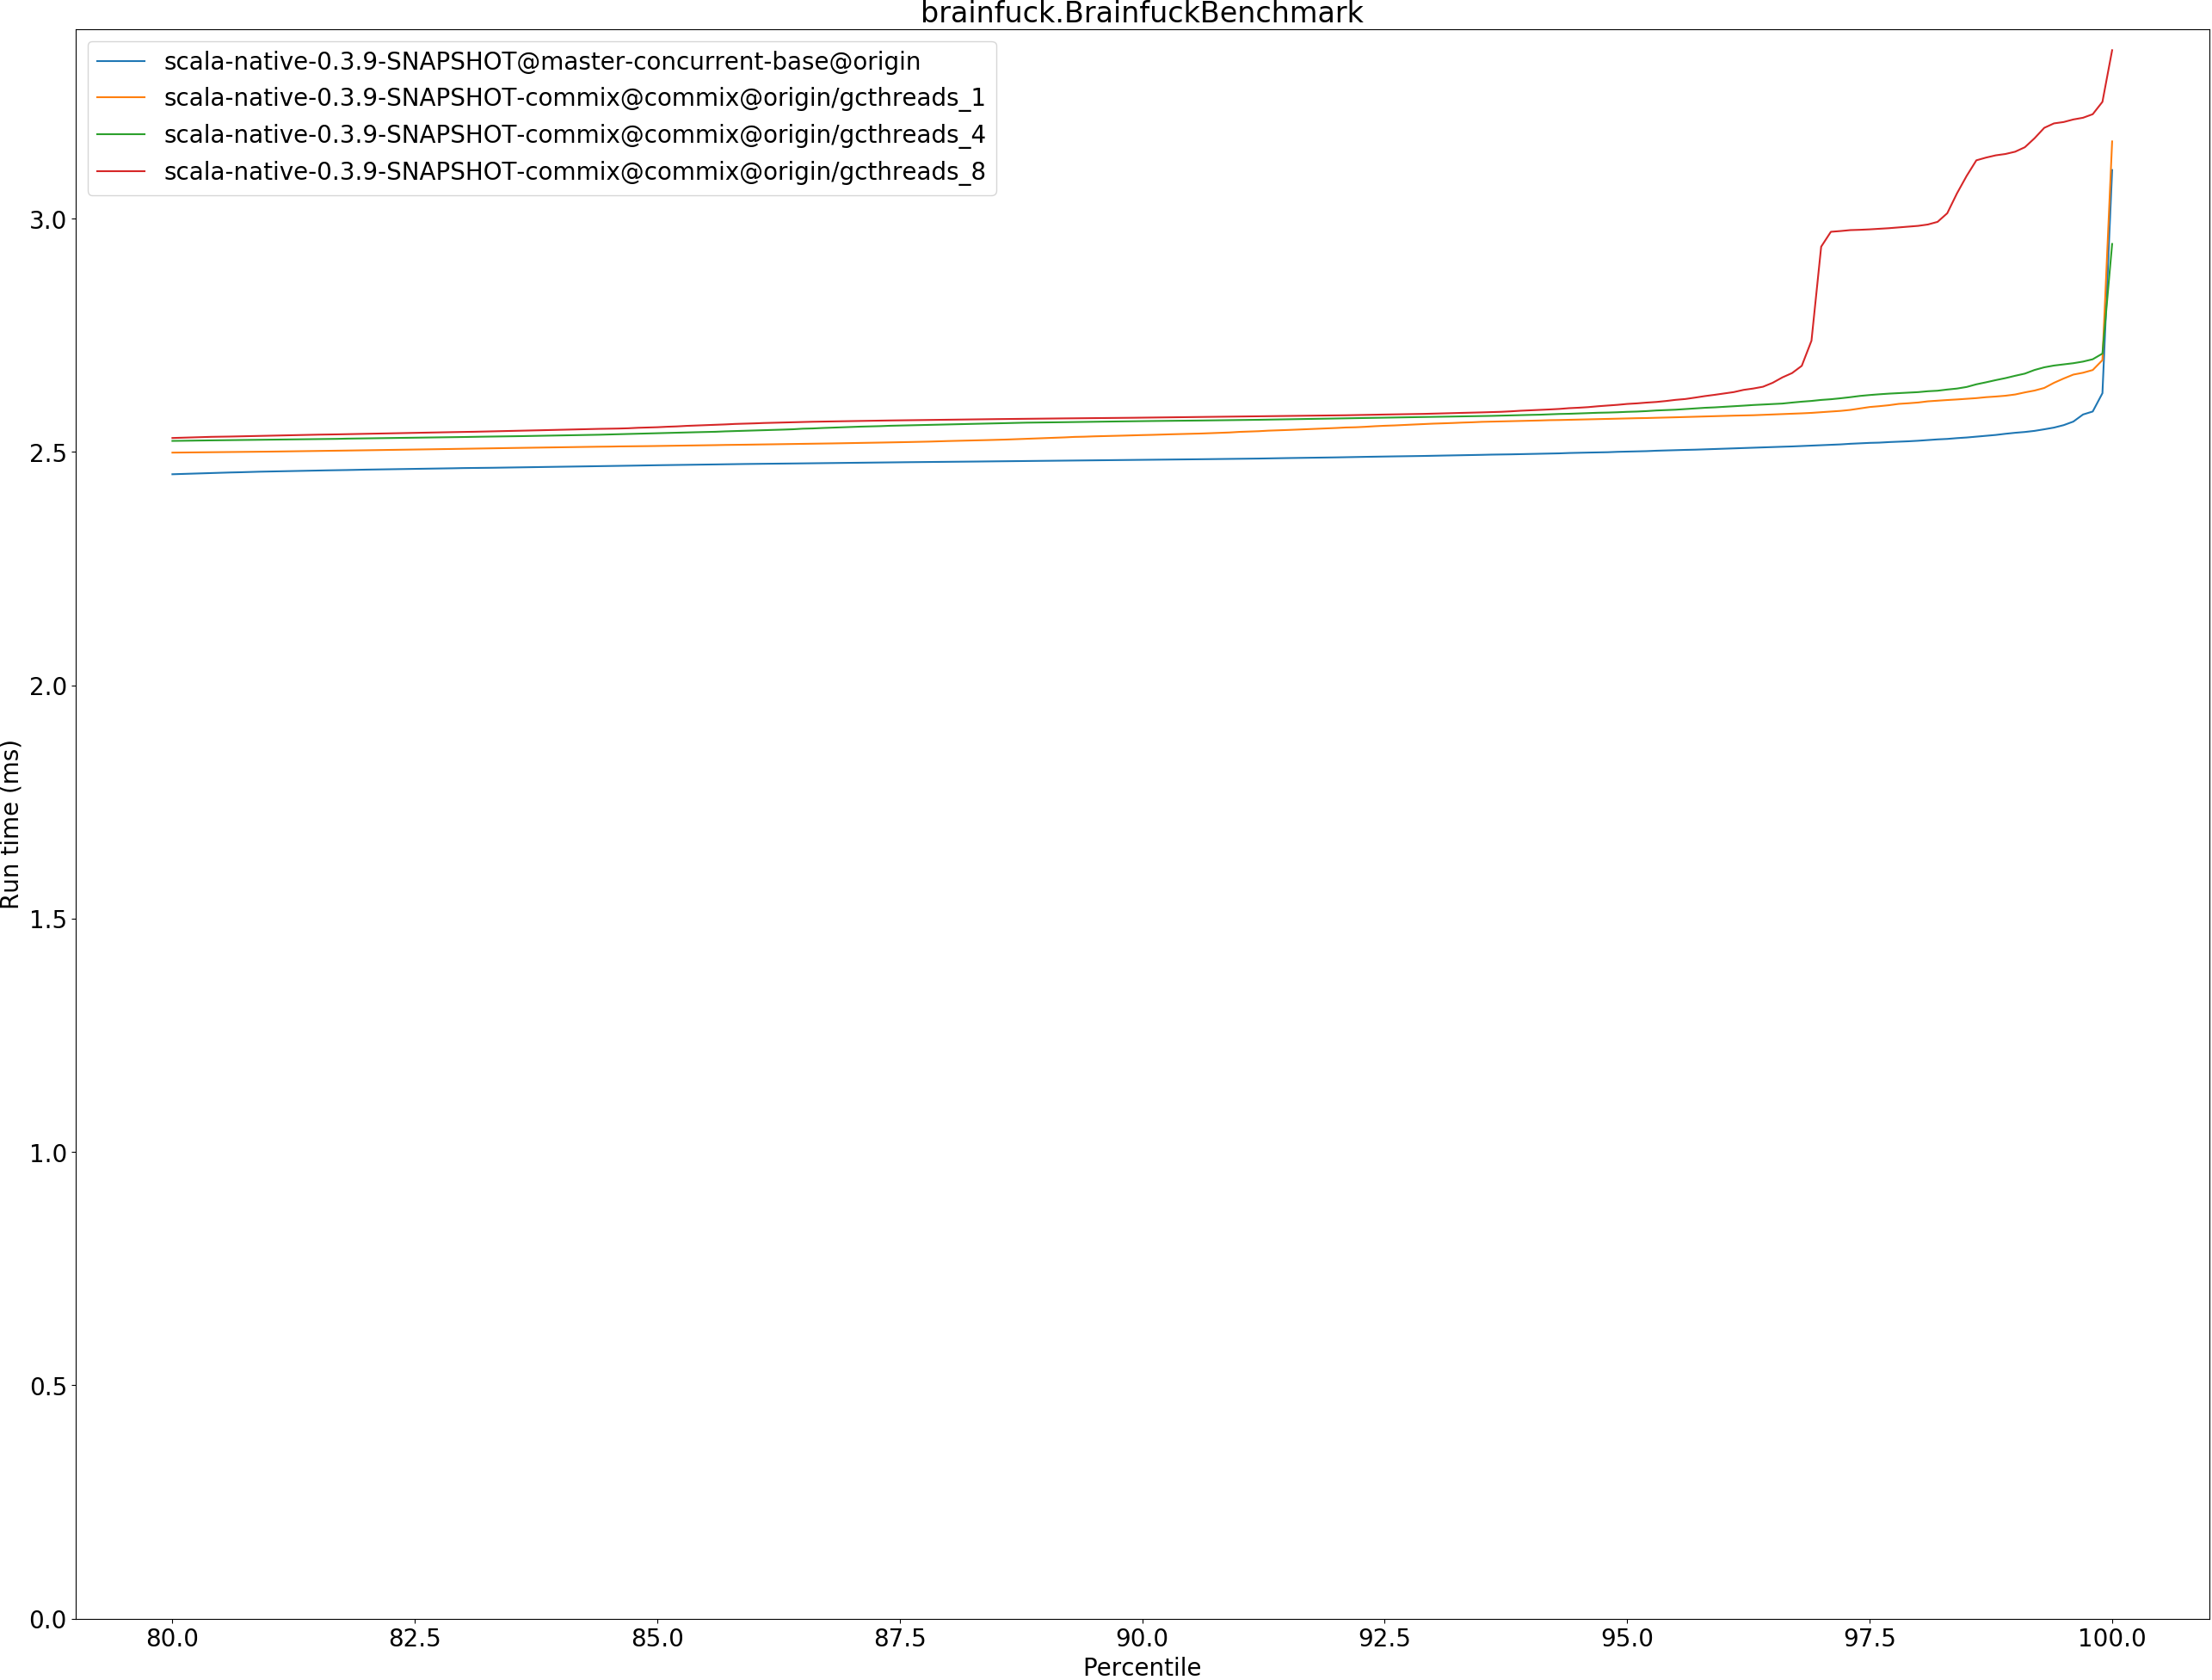 brainfuck.BrainfuckBenchmark
scala-native-0.3.9-SNAPSHOT@master-concurrent-base@origin
scala-native-0.3.9-SNAPSHOT-commix@commix@origin/gcthreads_1
scala-native-0.3.9-SNAPSHOT-commix@commix@origin/gcthreads_4
scala-native-0.3.9-SNAPSHOT-commix@commix@origin/gcthreads_8
3.0
2.5
2.0
1.5
1.0
0.5
0.0
Run time (ms)
80.0 82.5 85.0 87.5 90.0 92.5 95.0 97.5 100.0
Percentile